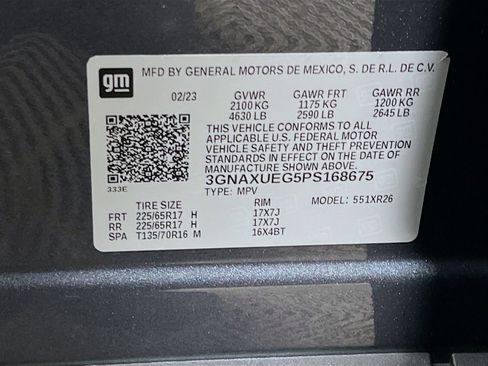 gm
MFD BY GENERAL MOTORS DE MEXICO, S. DE R.L. DE C.V.
02/23 GVWR GAWR FRT GAWR RR
2100 KG 1175 KG 1200 KG
4630 LB 2590 LB 2645 LB
THIS VEHICLE CONFORMS TO ALL
APPLICABLE U.S. FEDERAL MOTOR
VEHICLE SAFETY AND THEFT PREVENTION
STANDARDS IN EFFECT ON THE DATE OF
MANUFACTURE SHOWN ABOVE.
333E 3GNAXUEG5PS168675
TYPE: MPV
TIRE SIZE RIM MODEL: 551XR26
FRT 225/65R17 H 17X7J
RR 225/65R17 H 17X7J
SPA T135/70R16 M 16X4BT